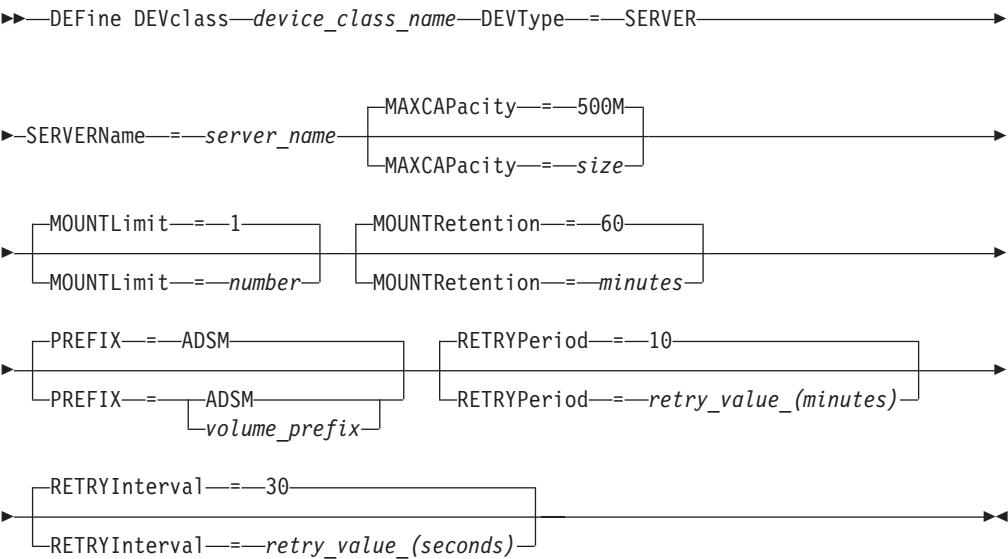 DEFine DEVclass device_class_name DEVType = SERVER
MAXCAPacity = 500M
SERVERName = server_name
MAXCAPacity = size
MOUNTLimit = 1 MOUNTRetention = 60
MOUNTLimit = number MOUNTRetention = minutes
PREFIX = ADSM RETRYPeriod = 10
PREFIX = ADSM RETRYPeriod = retry_value_(minutes)
volume_prefix
RETRYInterval = 30
RETRYInterval = retry_value_(seconds)